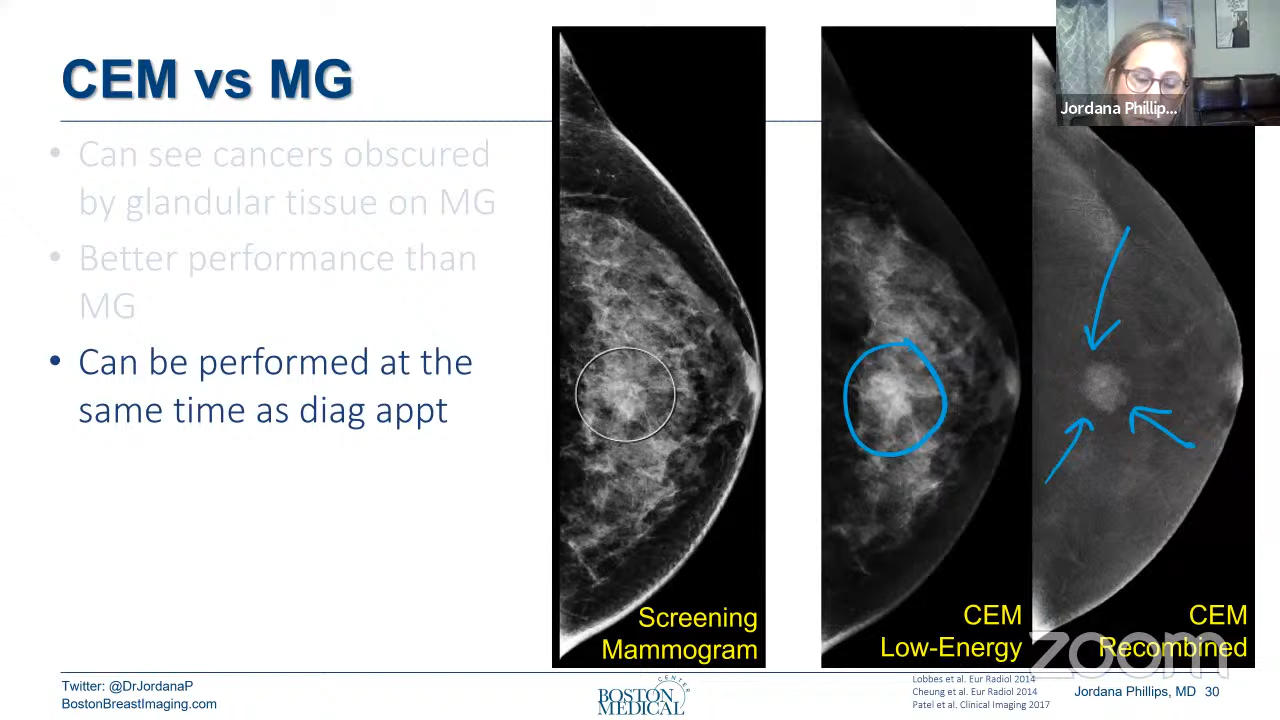 CEM vs MG
• Can see cancers obscured
by glandular tissue on MG
• Better performance than
MG
• Can be performed at the
same time as diag appt
Screening
Mammogram
CEM
Low-Energy
CEM
Recombined
Jordana Phillip...
zoom
Twitter: @DrJordanaP
BostonBreastImaging.com
BOSTON
MEDICAL
CENTER
Lobbes et al. Eur Radiol 2014
Cheung et al. Eur Radiol 2014
Patel et al. Clinical Imaging 2017
Jordana Phillips, MD 30